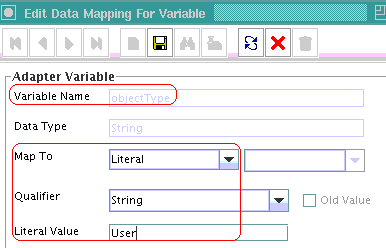 Edit Data Mapping For Variable
Adapter Variable
Variable Name objectType
Data Type String
Map To Literal
Qualifier String Old Value
Literal Value User